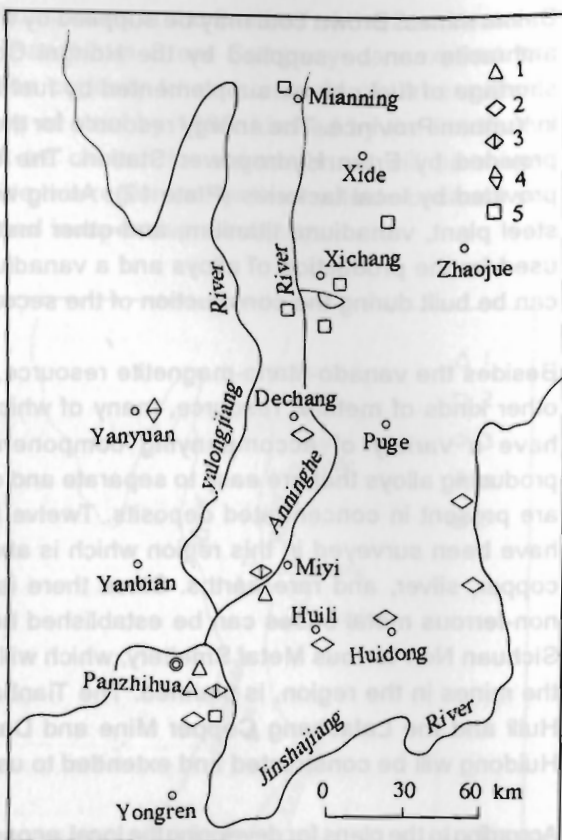 1
2
3
4
5
Mianning
Xide
Xichang
Zhaojue
River
River
Dechang
Yanyuan
Puge
yalongjiang
Anninghe
Yanbian
Miyi
Huili
Huidong
Panzhihua
Jinshajiang
River
Yongren
0 30 60 km